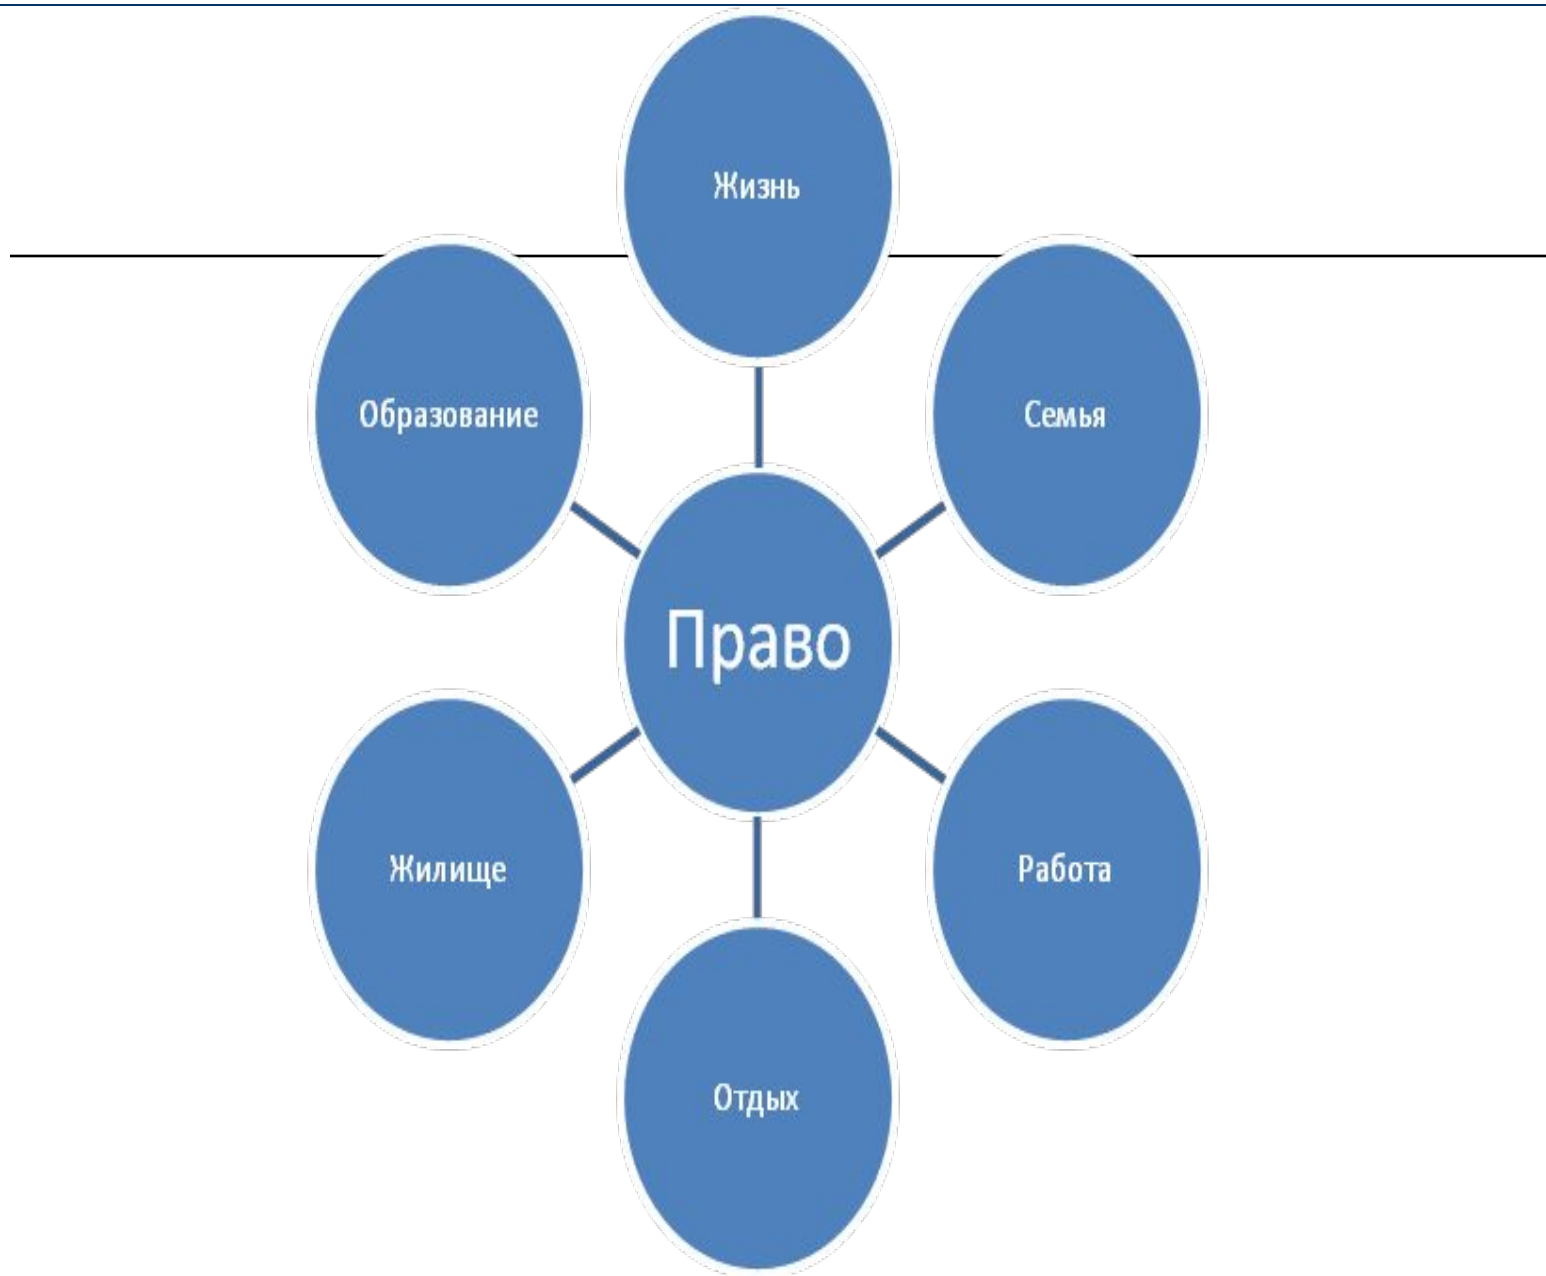 Жизнь
Образование
Семья
Право
Жилище
Работа
Отдых